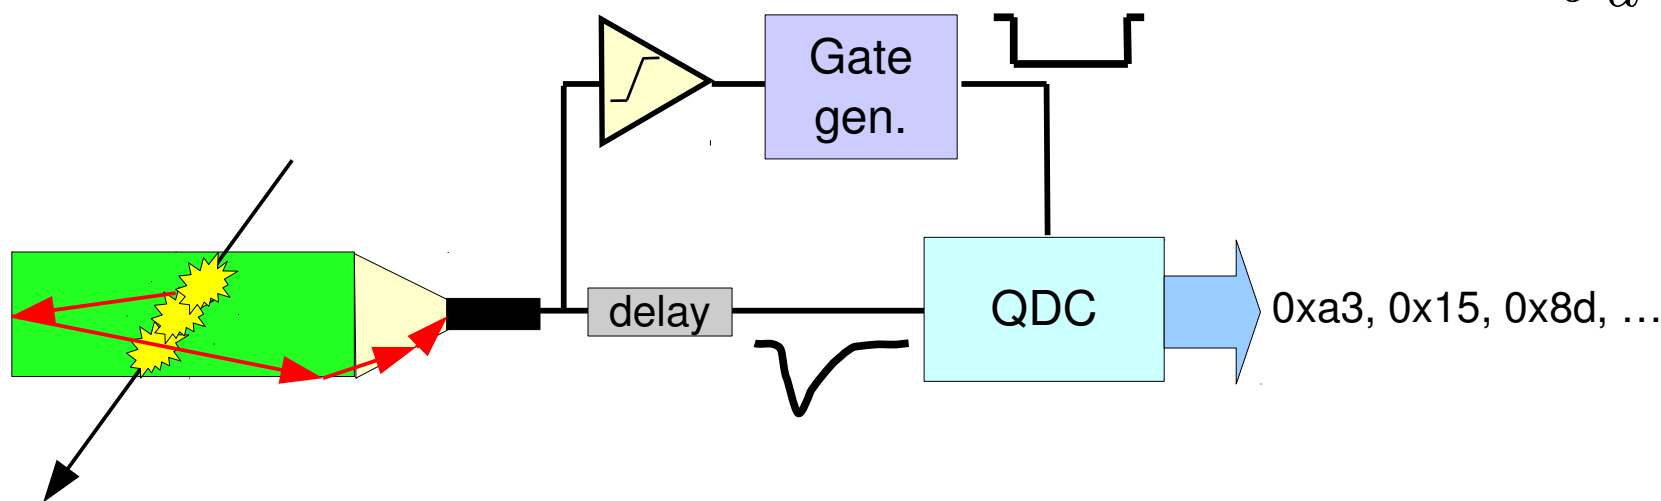 Gate
gen.
delay
QDC
0xa3, 0x15, 0x8d, …